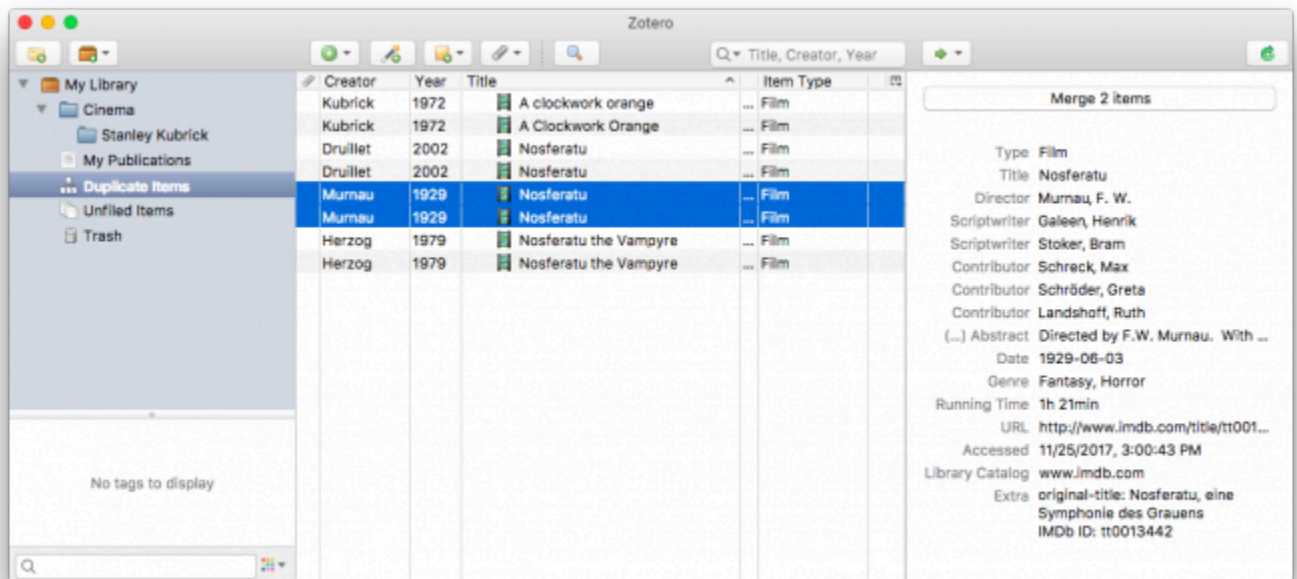 Zotero
Title, Creator, Year
My Library
Cinema
Stanley Kubrick
My Publications
Duplicate Items
Unfiled Items
Trash
No tags to display
Creator Year Title Item Type
Kubrick 1972 A clockwork orange ... Film
Kubrick 1972 A Clockwork Orange ... Film
Druillet 2002 Nosferatu ... Film
Druillet 2002 Nosferatu ... Film
Murnau 1929 Nosferatu ... Film
Murnau 1929 Nosferatu ... Film
Herzog 1979 Nosferatu the Vampyre ... Film
Herzog 1979 Nosferatu the Vampyre ... Film
Merge 2 items
Type Film
Title Nosferatu
Director Murnau, F. W.
Scriptwriter Galeen, Henrik
Scriptwriter Stoker, Bram
Contributor Schreck, Max
Contributor Schröder, Greta
Contributor Landshoff, Ruth
(...) Abstract Directed by F.W. Murnau. With ...
Date 1929-06-03
Genre Fantasy, Horror
Running Time 1h 21min
URL http://www.imdb.com/title/tt001...
Accessed 11/25/2017, 3:00:43 PM
Library Catalog www.imdb.com
Extra original-title: Nosferatu, eine
Symphonie des Grauens
IMDb ID: tt0013442